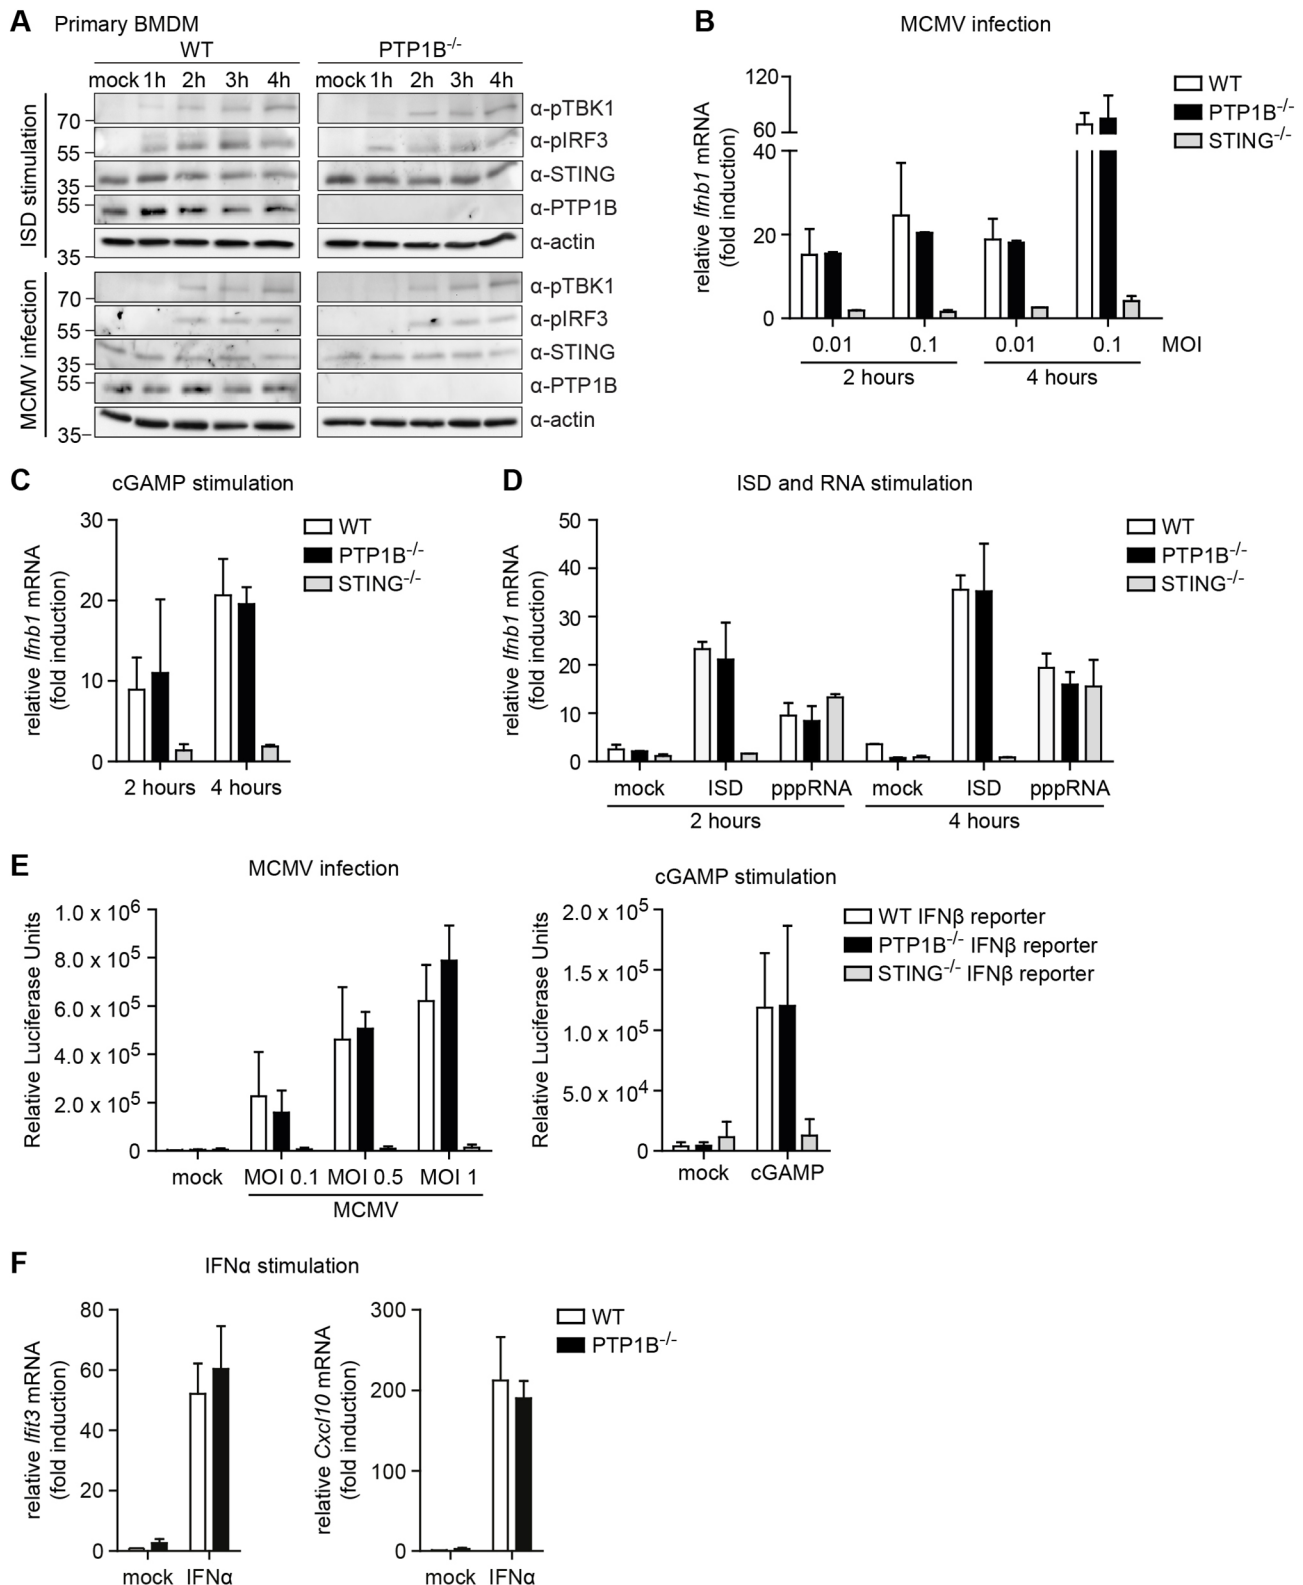 A Primary BMDM
WT PTP1B-/-
mock 1h 2h 3h 4h mock 1h 2h 3h 4h
ISD stimulation
70 α-pTBK1
55 α-pIRF3
35 α-STING
55 α-PTP1B
35 α-actin
MCMV infection
70 α-pTBK1
55 α-pIRF3
35 α-STING
55 α-PTP1B
35 α-actin
B MCMV infection
relative Ifnb1 mRNA
(fold induction)
120
60
40
20
0
WT
PTP1B-/-
STING-/-
0.01 0.1 0.01 0.1 MOI
2 hours 4 hours
C cGAMP stimulation
relative Ifnb1 mRNA
(fold induction)
30
20
10
0
WT
PTP1B-/-
STING-/-
2 hours 4 hours
D ISD and RNA stimulation
relative Ifnb1 mRNA
(fold induction)
50
40
30
20
10
0
WT
PTP1B-/-
STING-/-
mock ISD pppRNA mock ISD pppRNA
2 hours 4 hours
E MCMV infection
Relative Luciferase Units
1.0 x 10^6
8.0 x 10^5
6.0 x 10^5
4.0 x 10^5
2.0 x 10^5
0
mock MOI 0.1 MOI 0.5 MOI 1
MCMV
cGAMP stimulation
Relative Luciferase Units
2.0 x 10^5
1.5 x 10^5
1.0 x 10^5
5.0 x 10^4
0
mock cGAMP
WT IFNβ reporter
PTP1B-/- IFNβ reporter
STING-/- IFNβ reporter
F IFNα stimulation
relative Ifit3 mRNA
(fold induction)
80
60
40
20
0
mock IFNα
relative Cxcl10 mRNA
(fold induction)
300
200
100
0
mock IFNα
WT
PTP1B-/-